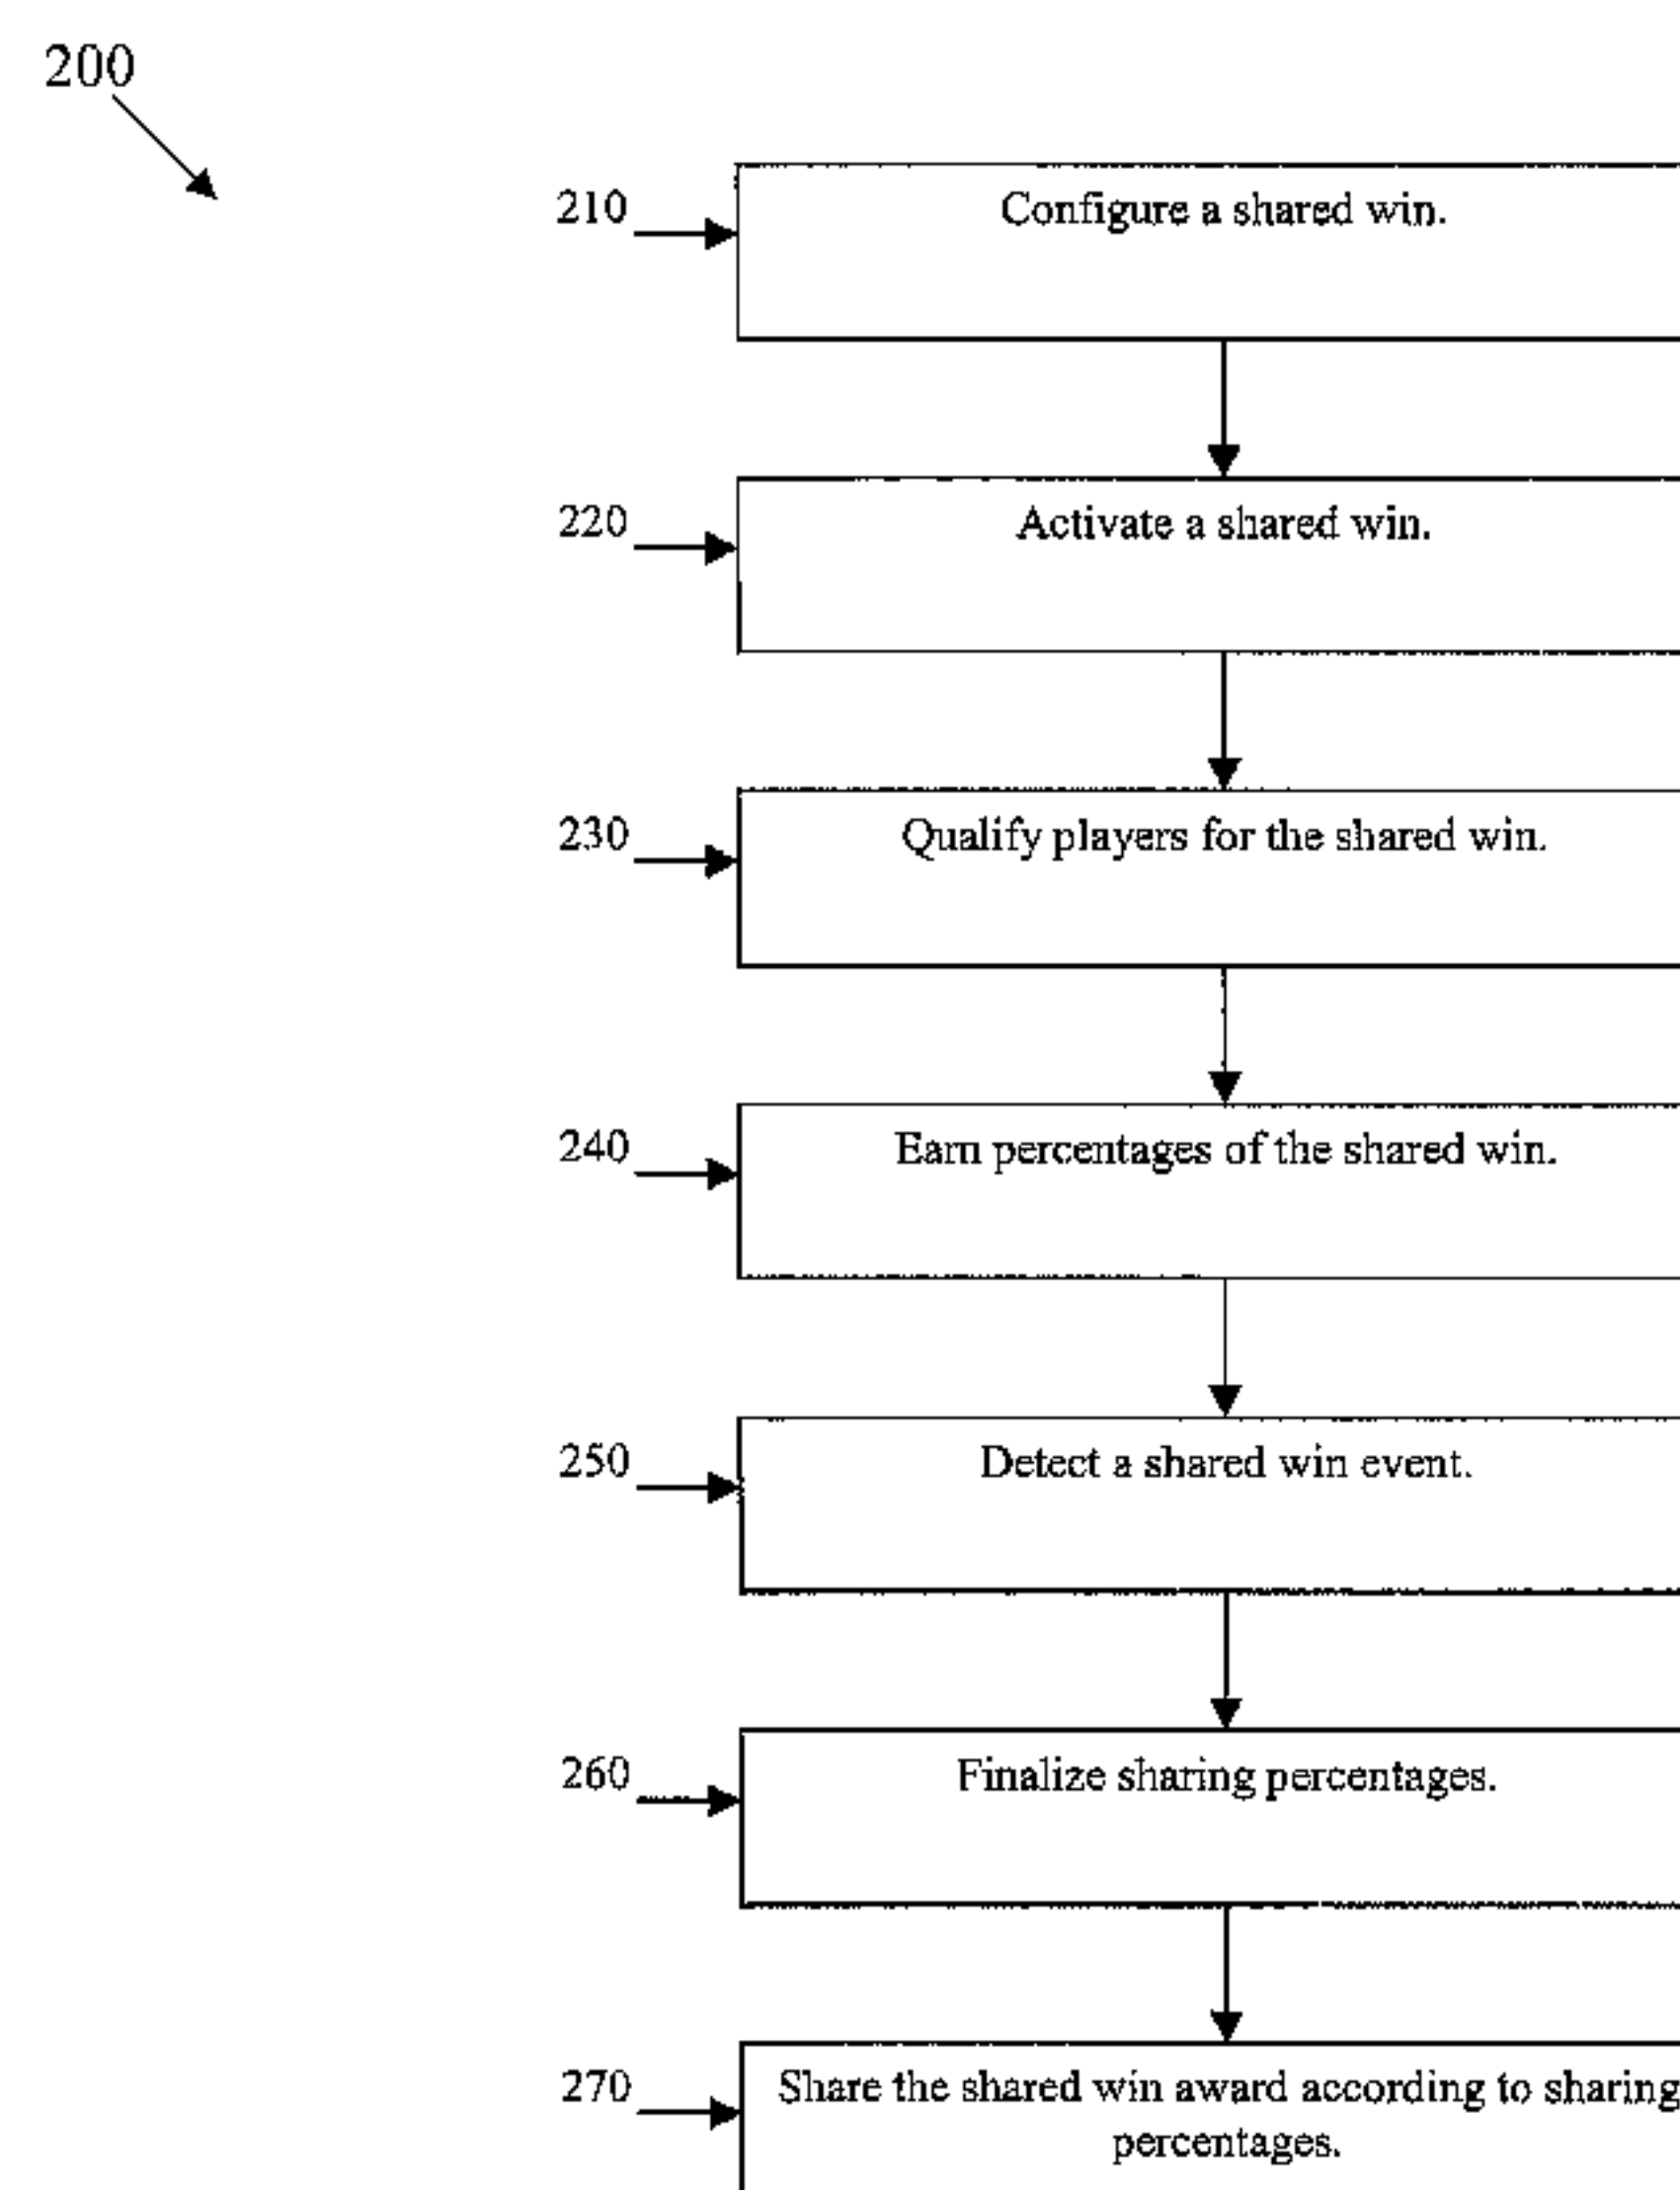 200
210
Configure a shared win.
220
Activate a shared win.
230
Qualify players for the shared win.
240
Earn percentages of the shared win.
250
Detect a shared win event.
260
Finalize sharing percentages.
270
Share the shared win award according to sharing
percentages.